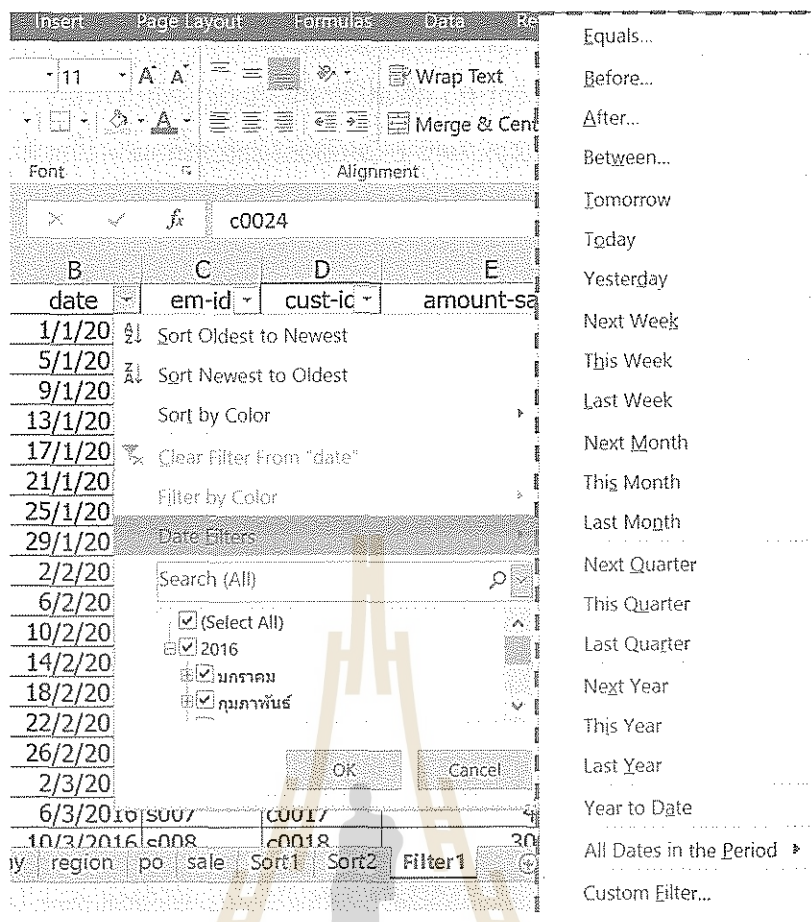 Insert Page Layout Formulas Data Re
11 A A Wrap Text
A Merge & Cent
Font Alignment
fx c0024
B C D E
date em-id cust-id amount-sa
1/1/20
5/1/20
9/1/20
13/1/20
17/1/20
21/1/20
25/1/20
29/1/20
2/2/20
6/2/20
10/2/20
14/2/20
18/2/20
22/2/20
26/2/20
2/3/20
6/3/2016 s007 c0017 4
10/3/2016 s008 c0018 30
Sort Oldest to Newest
Sort Newest to Oldest
Sort by Color
Clear Filter From "date"
Filter by Color
Date Filters
Search (All)
(Select All)
2016
มกราคม
กุมภาพันธ์
OK Cancel
ny region po sale Sort1 Sort2 Filter1
Equals...
Before...
After...
Between...
Tomorrow
Today
Yesterday
Next Week
This Week
Last Week
Next Month
This Month
Last Month
Next Quarter
This Quarter
Last Quarter
Next Year
This Year
Last Year
Year to Date
All Dates in the Period
Custom Filter...